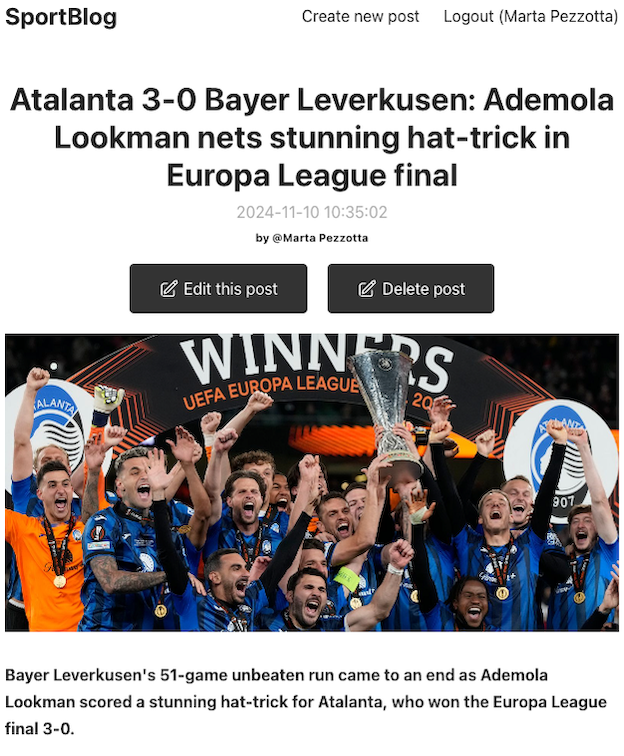 SportBlog
Create new post
Logout (Marta Pezzotta)
Atalanta 3-0 Bayer Leverkusen: Ademola
Lookman nets stunning hat-trick in
Europa League final
2024-11-10 10:35:02
by @Marta Pezzotta
Edit this post
Delete post
WINNERS
UEFA EUROPA LEAGUE
ATALANTA
ATALANTA
1907
Bayer Leverkusen's 51-game unbeaten run came to an end as Ademola
Lookman scored a stunning hat-trick for Atalanta, who won the Europa League
final 3-0.